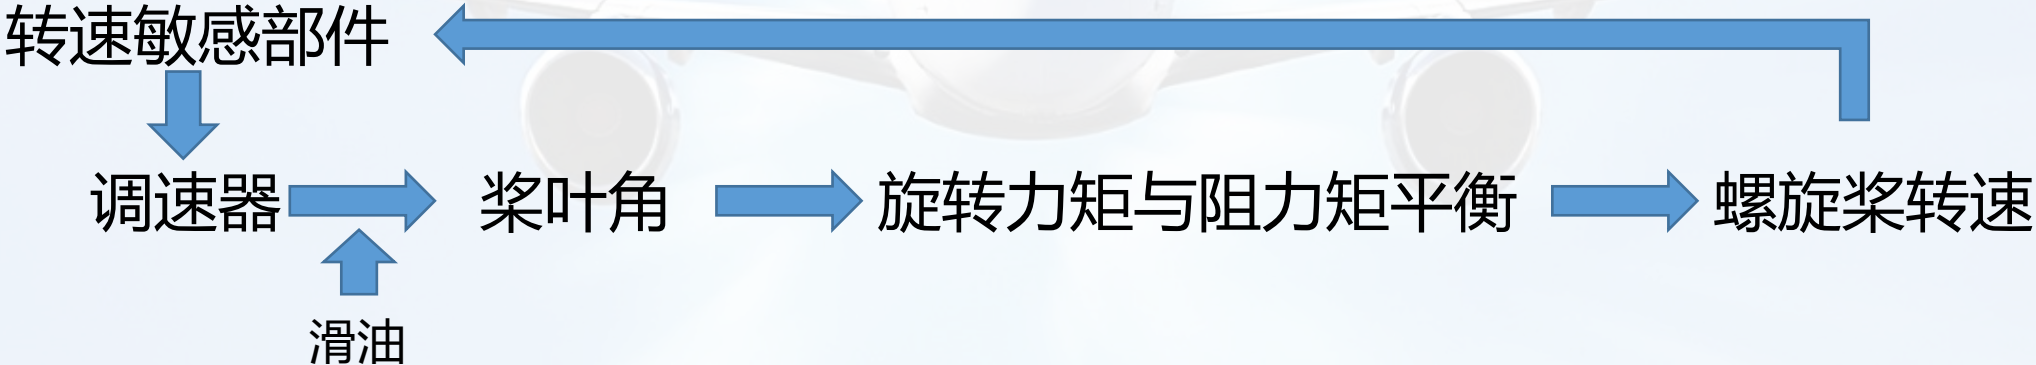 转速敏感部件
调速器
桨叶角
旋转力矩与阻力矩平衡
螺旋桨转速
滑油